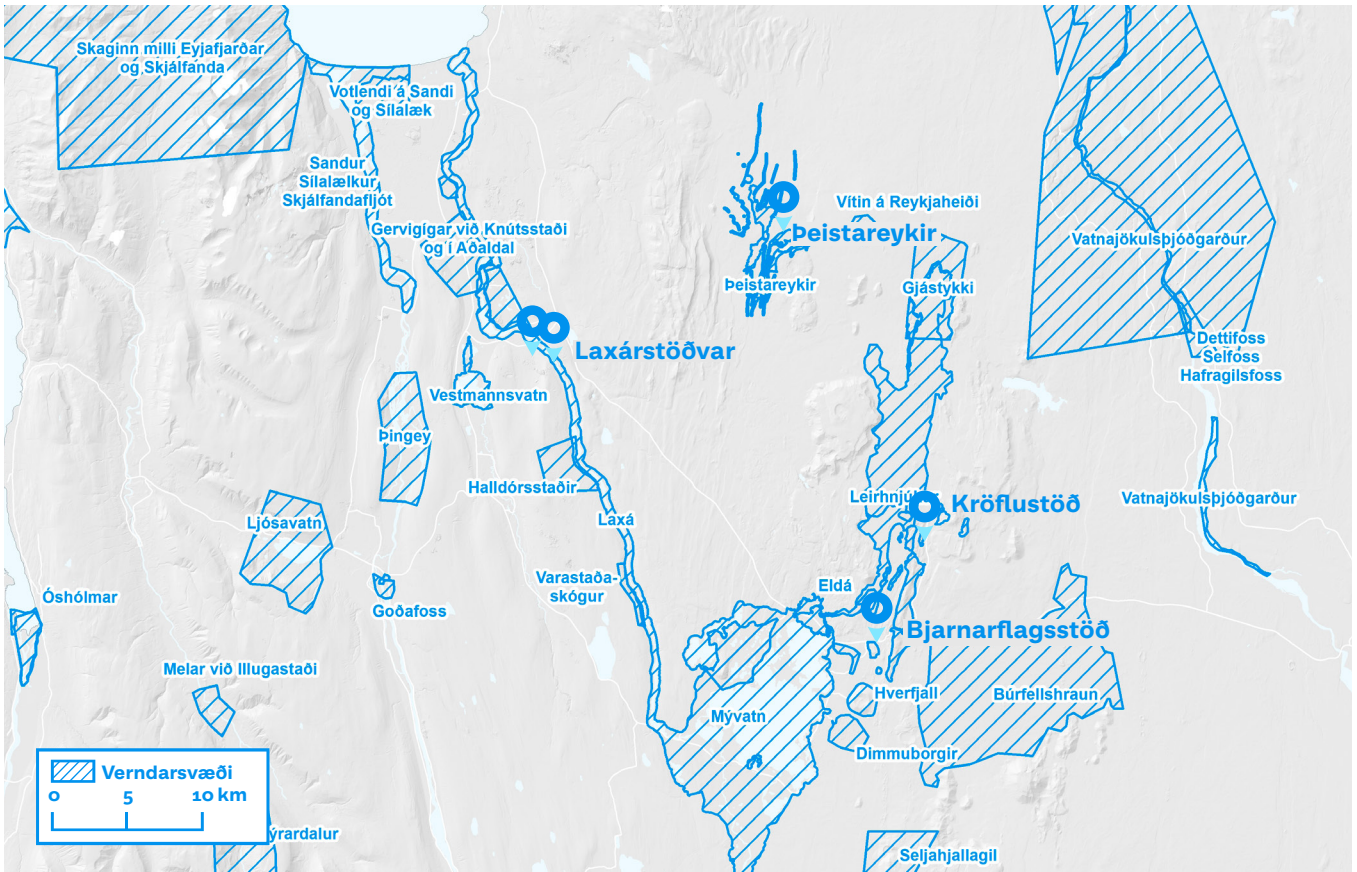 Skaginn milli Eyjafjarðar
og Skjálfanda
Votlendi á Sandi
og Sílalæk
Sandur
Sílalælkur
Skjálfandafljót
Gervigígar við Knútsstaði
og í Aðaldal
Vítin á Reykjaheiði
Þeistareykir
Þeistareykir
Gjástykki
Vatnajökulsþjóðgarður
Dettifoss
Selfoss
Hafragilsfoss
Laxárstöðvar
Vestmannsvatn
Þingey
Halldórsstaðir
Laxá
Ljósavatn
Kröflustöð
Vatnajökulsþjóðgarður
Varastaða-
skógur
Eldá
Óshólmar
Goðafoss
Bjarnarflagsstöð
Melar við Illugastaði
Hverfjall
Búrfellshraun
Mývatn
Dimmuborgir
Verndarsvæði
0 5 10 km
ýrardalur
Seljahjallagil